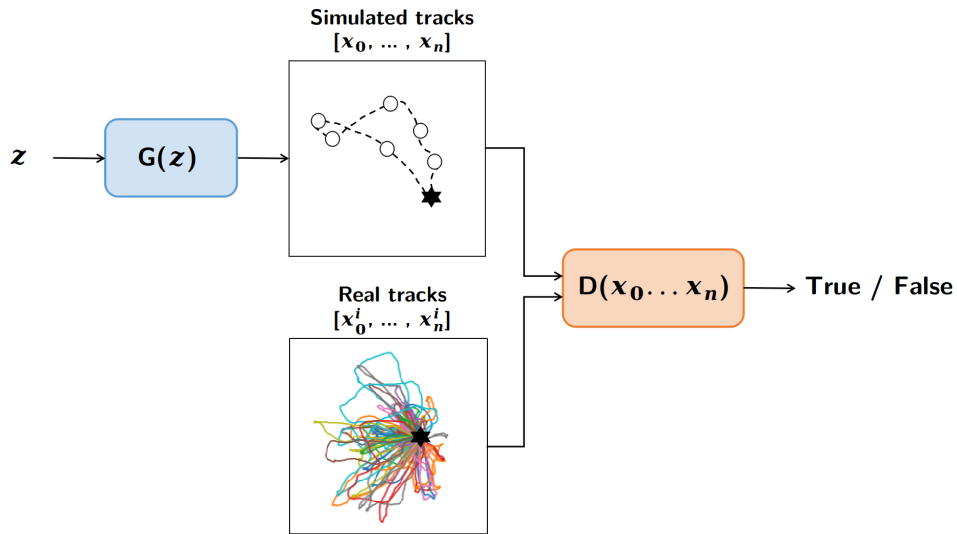 Simulated tracks
[x₀, ... , xₙ]
z
G(z)
D(x₀...xₙ)
True / False
Real tracks
[x₀ⁱ, ... , xₙⁱ]